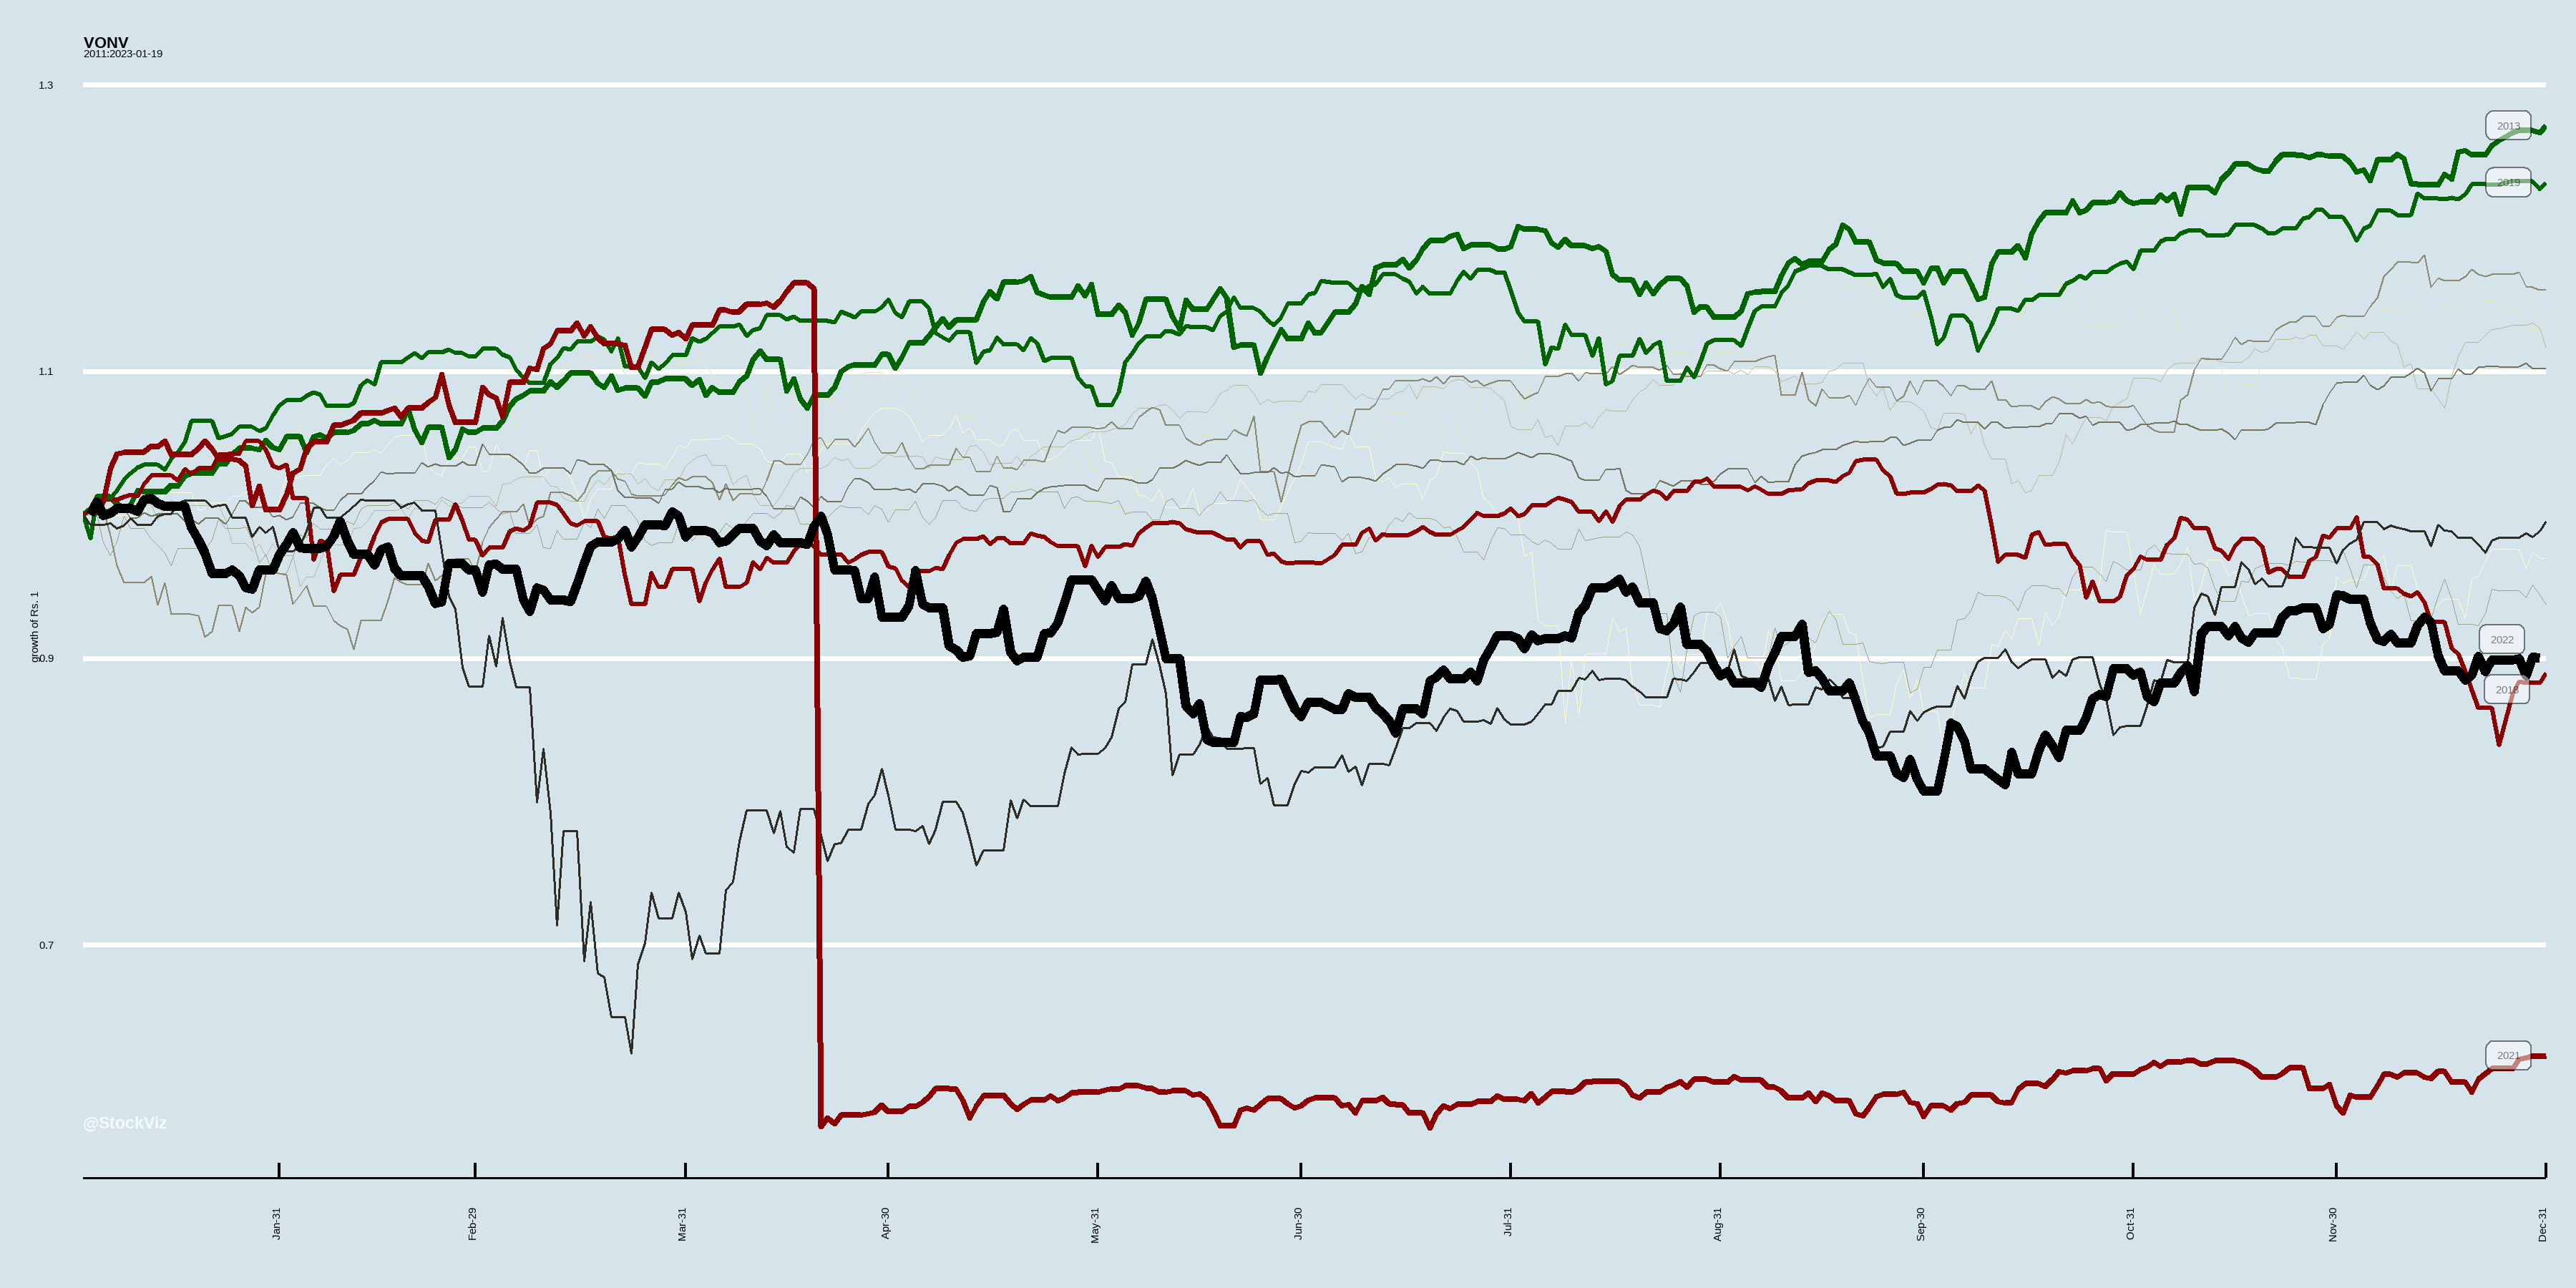 VONV
2011:2023-01-19
1.3
1.1
0.9
0.7
growth of Rs. 1
2013
2019
2022
2018
2021
@StockViz
Jan-31
Feb-29
Mar-31
Apr-30
May-31
Jun-30
Jul-31
Aug-31
Sep-30
Oct-31
Nov-30
Dec-31